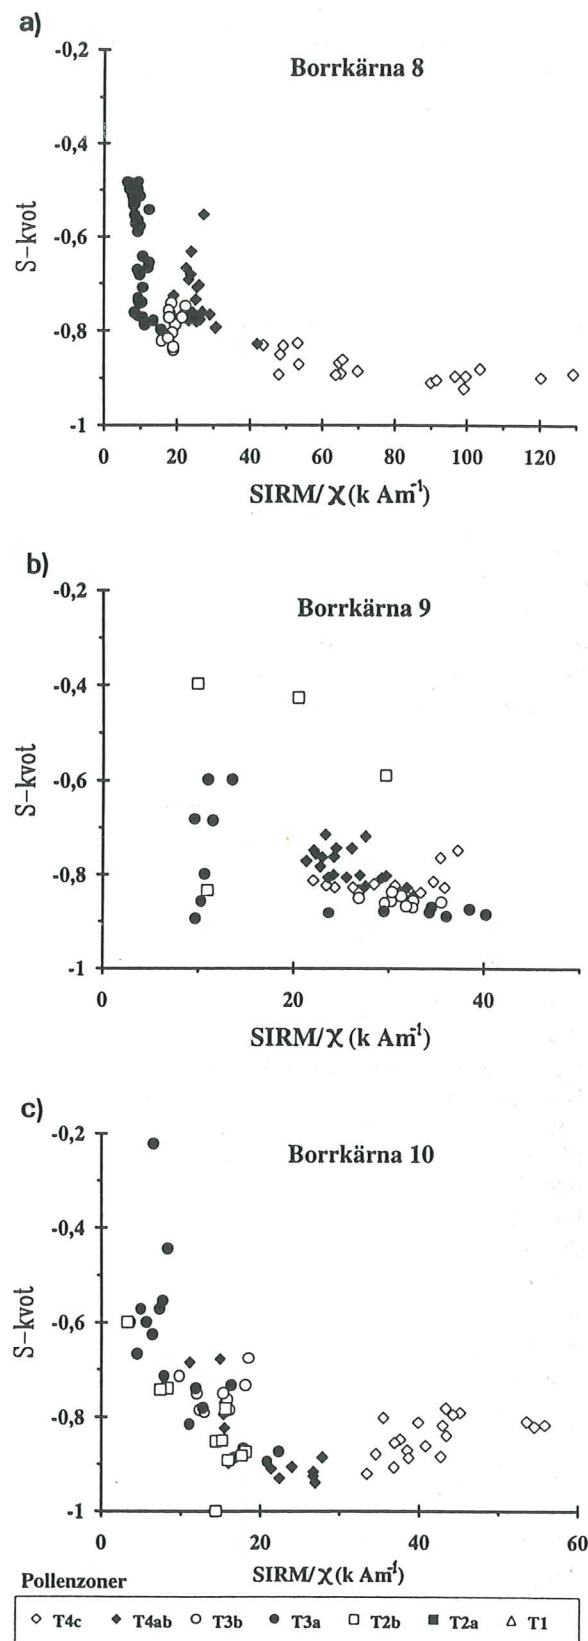 a)
Borrkärna 8
-0,2
-0,4
-0,6
-0,8
-1
S-kvot
0 20 40 60 80 100 120
SIRM/χ (k Am⁻¹)
b)
Borrkärna 9
-0,2
-0,4
-0,6
-0,8
-1
S-kvot
0 20 40
SIRM/χ (k Am⁻¹)
c)
Borrkärna 10
-0,2
-0,4
-0,6
-0,8
-1
S-kvot
0 20 40 60
SIRM/χ (k Am⁻¹)
Pollenzoner
T4c T4ab T3b T3a T2b T2a T1